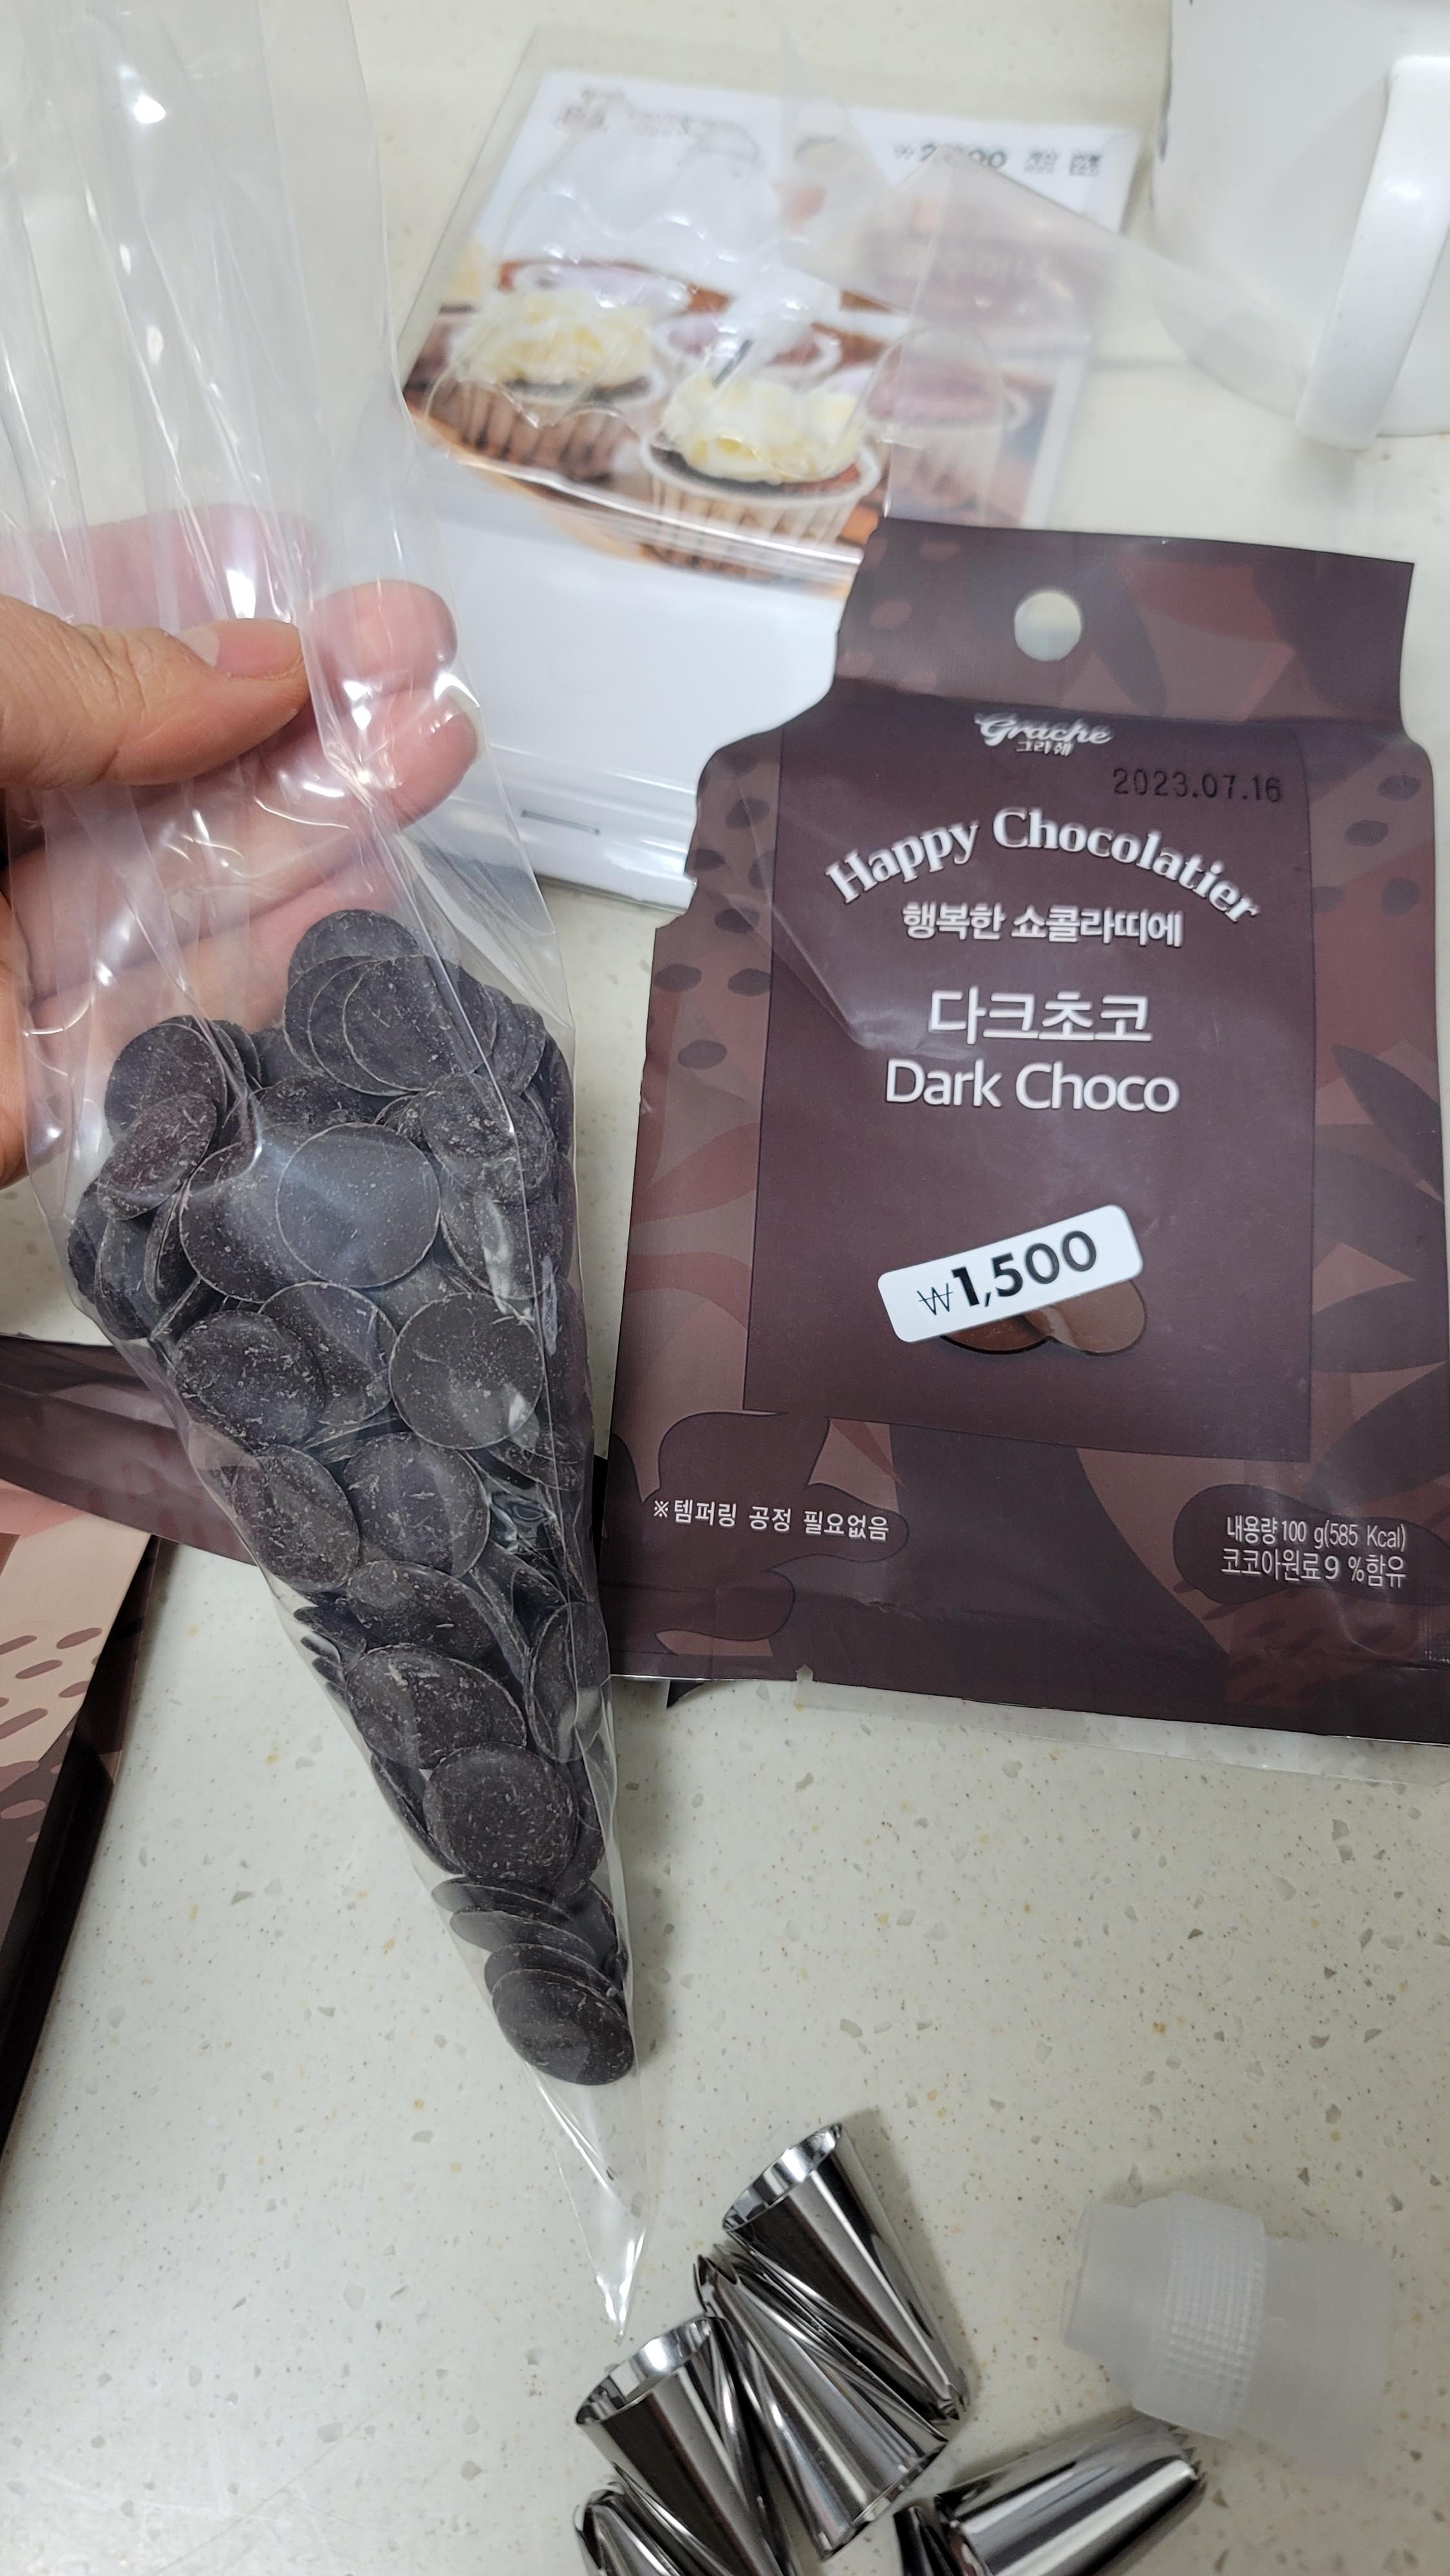 Grache
그라쉐
2023.07.16
Happy Chocolatier
행복한 쇼콜라띠에
다크초코
Dark Choco
₩1,500
※템퍼링 공정 필요없음
내용량 100 g(585 Kcal)
코코아원료 9 %함유